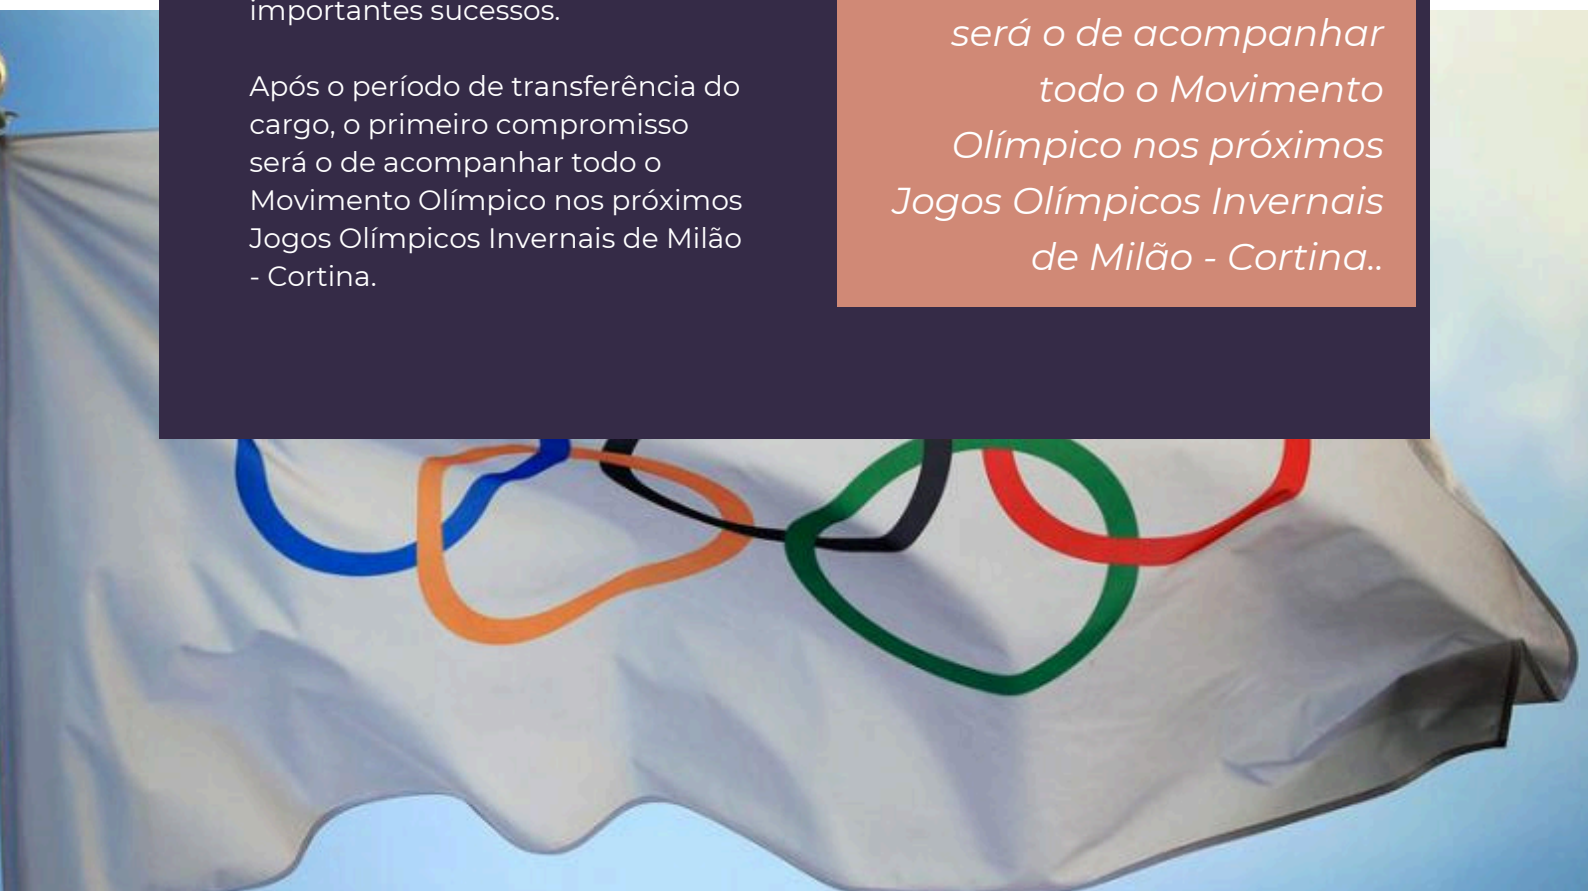 importantes sucessos.
Após o período de transferência do
cargo, o primeiro compromisso
será o de acompanhar todo o
Movimento Olímpico nos próximos
Jogos Olímpicos Invernais de Milão
- Cortina.
será o de acompanhar
todo o Movimento
Olímpico nos próximos
Jogos Olímpicos Invernais
de Milão - Cortina..